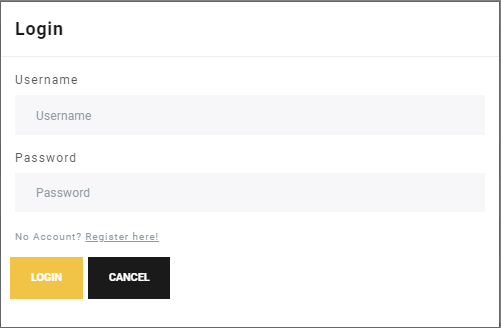 Login
Username
Username
Password
Password
No Account? Register here!
LOGIN CANCEL